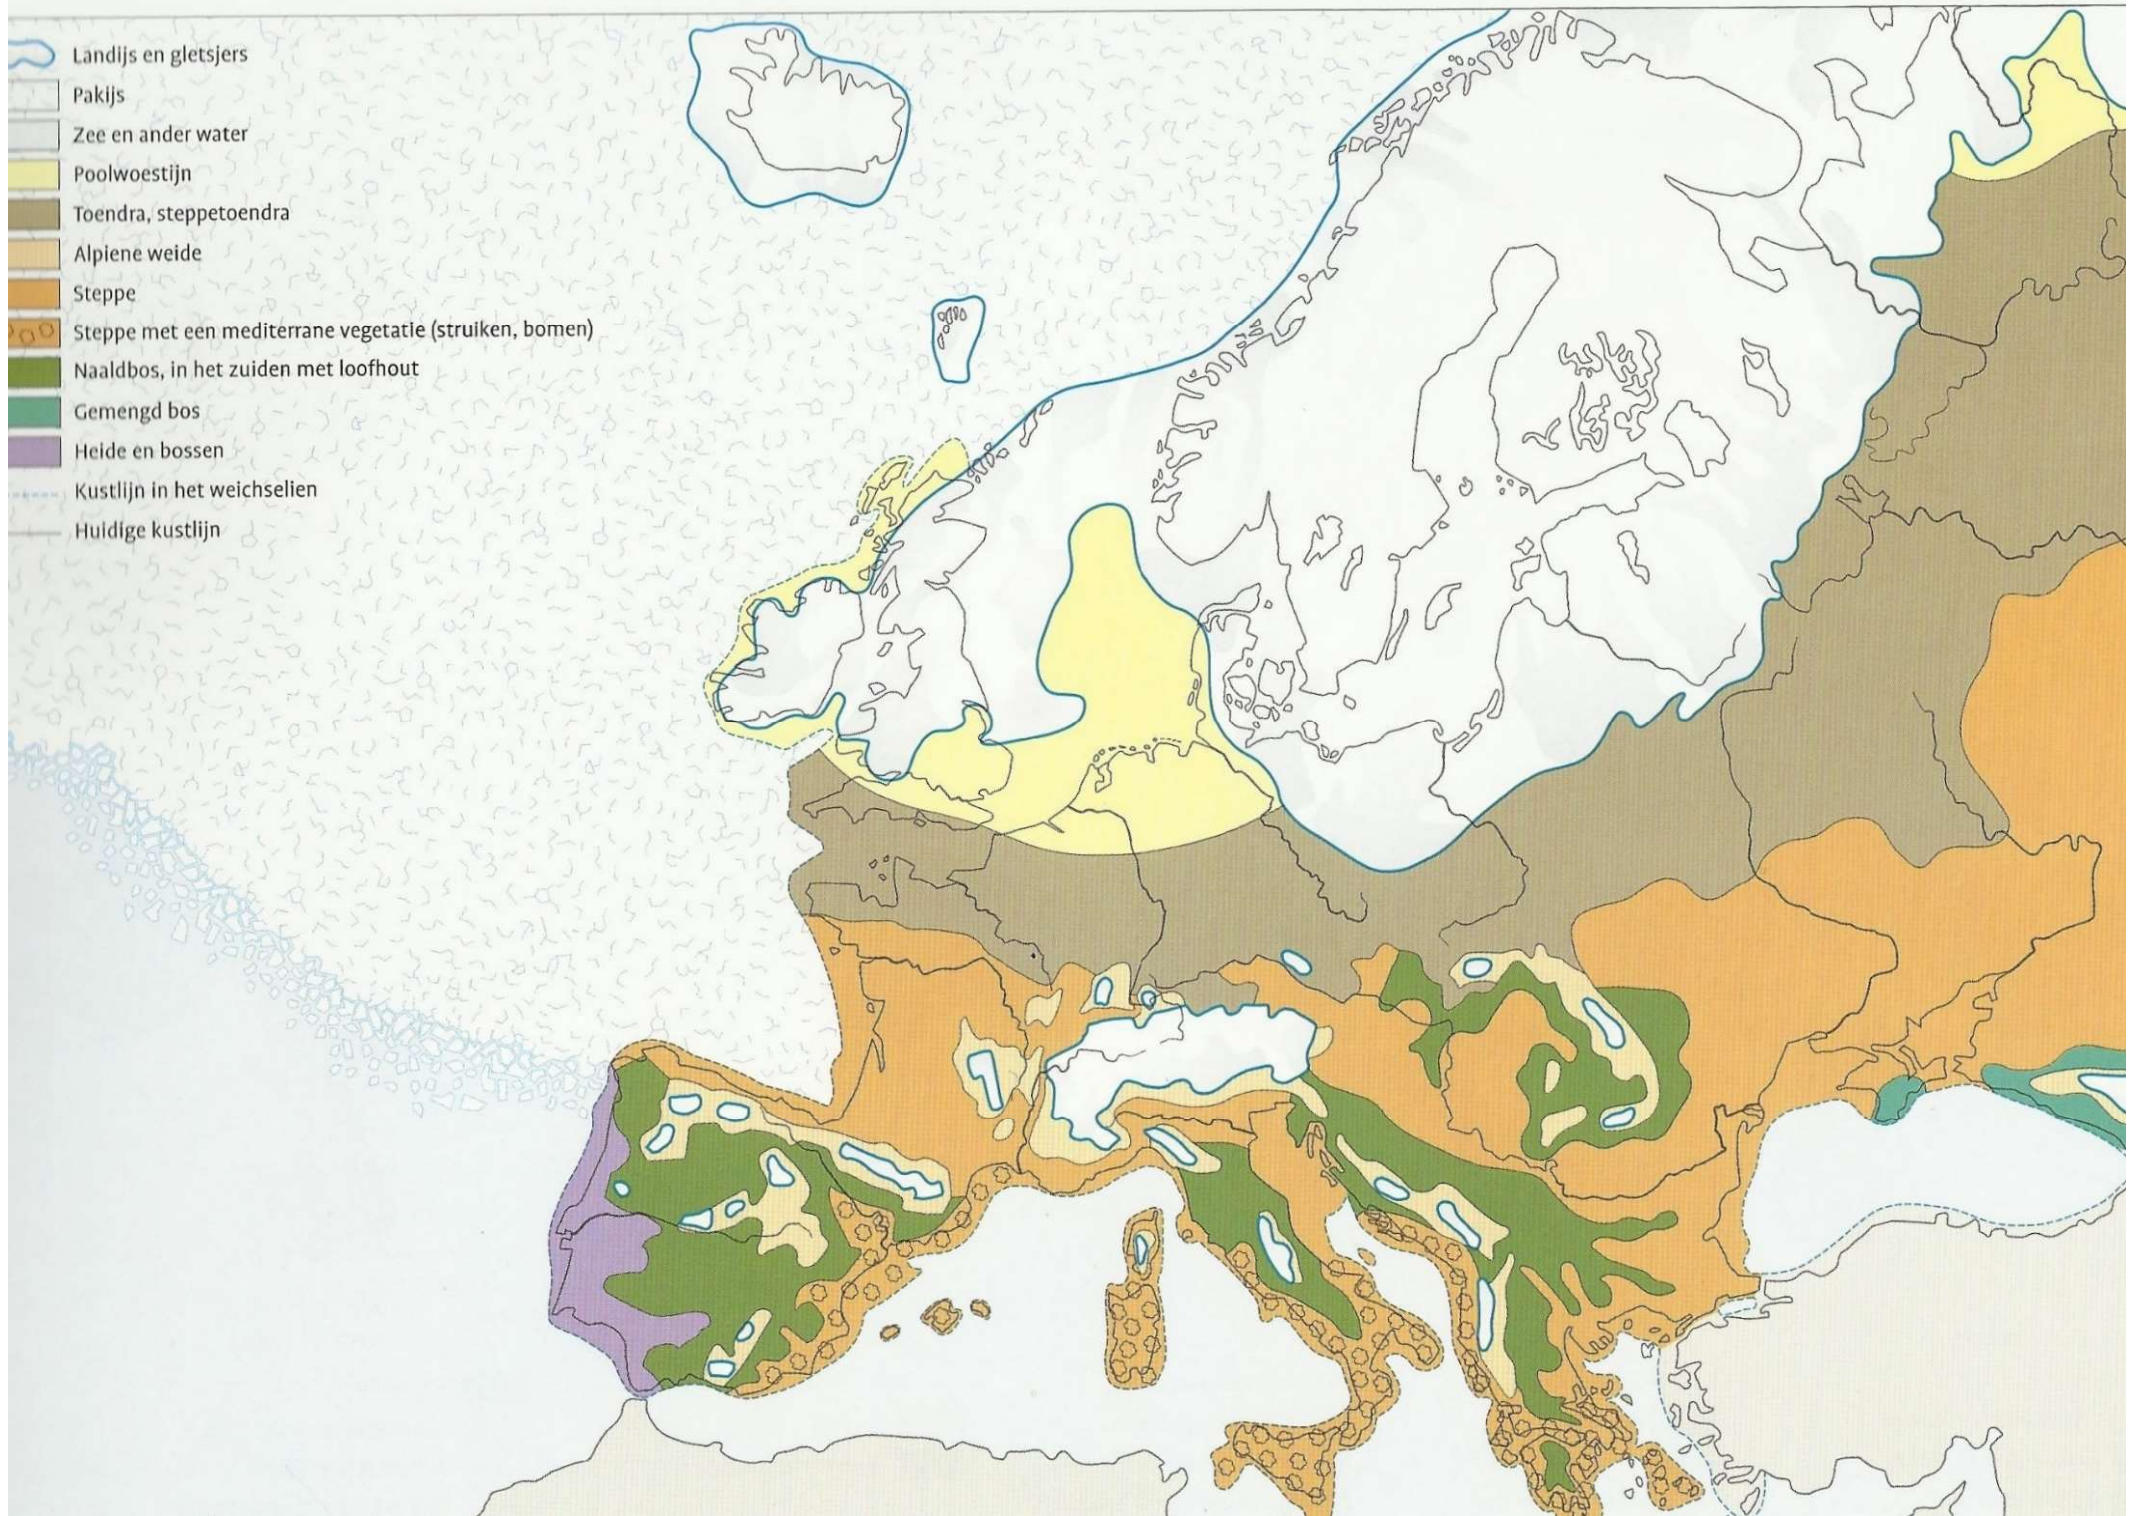 Landijs en gletsjers
Pakijs
Zee en ander water
Poolwoestijn
Toendra, steppetoendra
Alpiene weide
Steppe
Steppe met een mediterrane vegetatie (struiken, bomen)
Naaldbos, in het zuiden met loofhout
Gemengd bos
Heide en bossen
Kustlijn in het weichselien
Huidige kustlijn